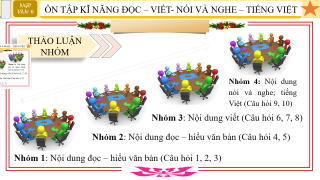 NGỮ
VĂN 6
ÔN TẬP KĨ NĂNG ĐỌC – VIẾT- NÓI VÀ NGHE – TIẾNG VIỆT
THẢO LUẬN
NHÓM
Nhóm 4: Nội dung
nói và nghe; tiếng
Việt (Câu hỏi 9, 10)
Nhóm 3: Nội dung viết (Câu hỏi 6, 7, 8)
Nhóm 2: Nội dung đọc – hiểu văn bản (Câu hỏi 4, 5)
Nhóm 1: Nội dung đọc – hiểu văn bản (Câu hỏi 1, 2, 3)